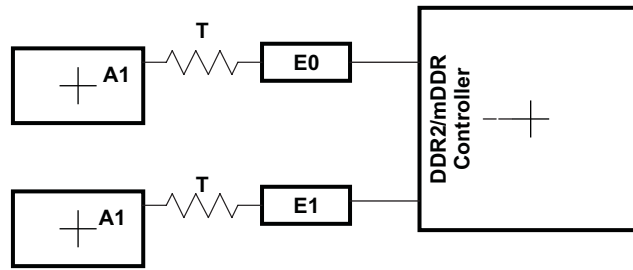 T
A1
E0
T
A1
E1
DDR2/mDDR
Controller